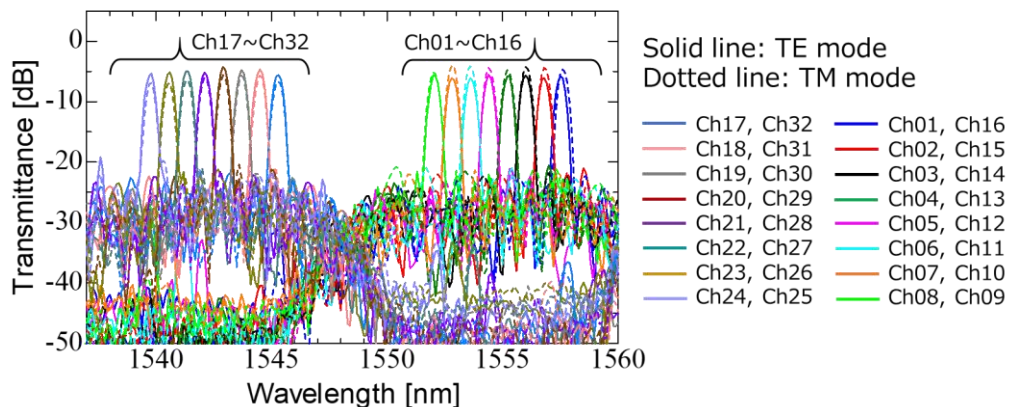 0
-10
-20
-30
-40
-50
Transmittance [dB]
Ch17~Ch32
Ch01~Ch16
1540
1545
1550
1555
1560
Wavelength [nm]
Solid line: TE mode
Dotted line: TM mode
Ch17, Ch32
Ch18, Ch31
Ch19, Ch30
Ch20, Ch29
Ch21, Ch28
Ch22, Ch27
Ch23, Ch26
Ch24, Ch25
Ch01, Ch16
Ch02, Ch15
Ch03, Ch14
Ch04, Ch13
Ch05, Ch12
Ch06, Ch11
Ch07, Ch10
Ch08, Ch09